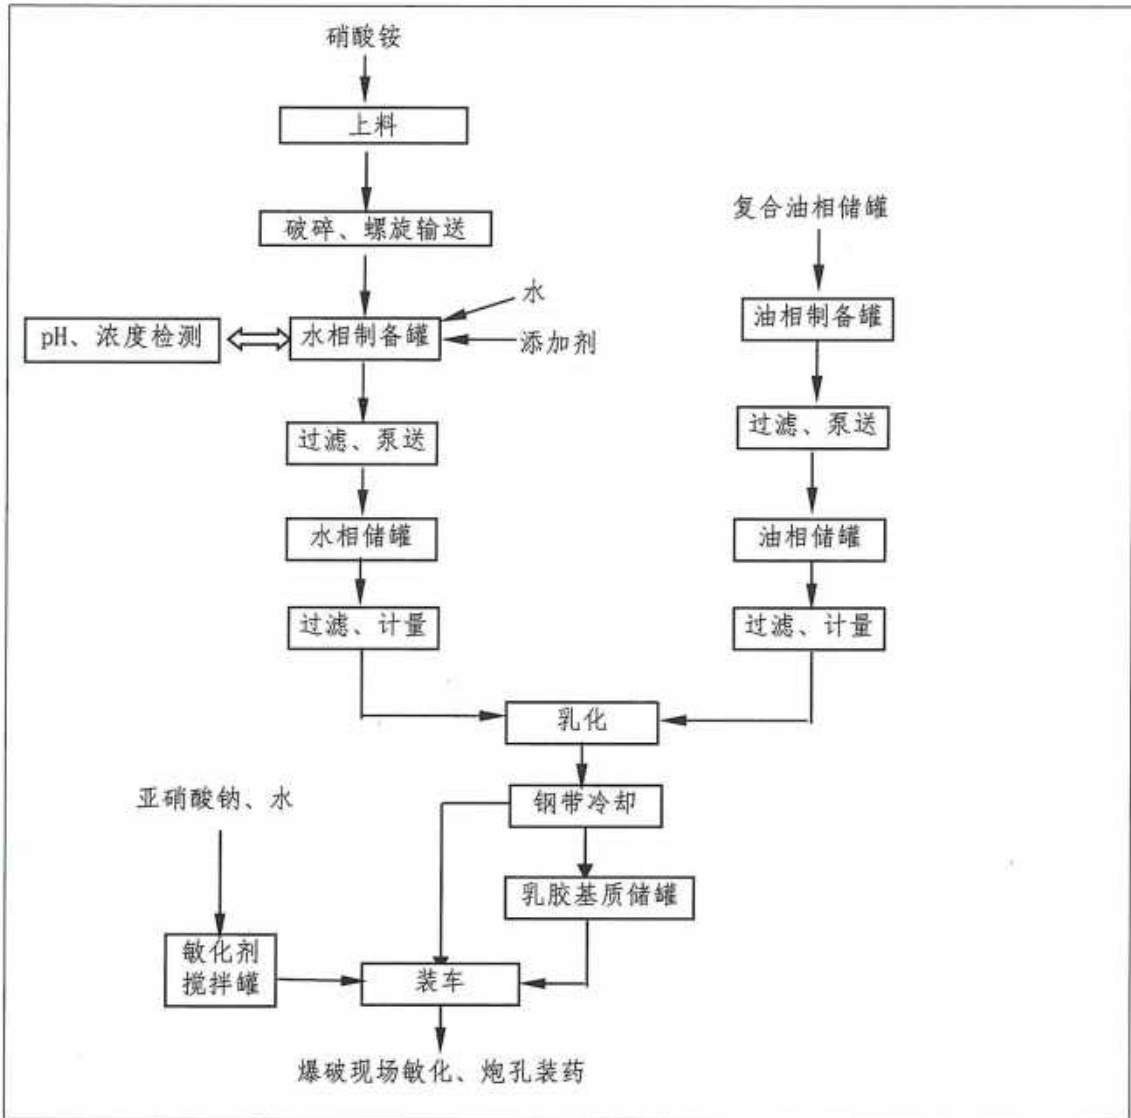 硝酸铵
上料
破碎、螺旋输送
复合油相储罐
水
油相制备罐
pH、浓度检测
水相制备罐
添加剂
过滤、泵送
过滤、泵送
水相储罐
油相储罐
过滤、计量
过滤、计量
乳化
亚硝酸钠、水
钢带冷却
乳胶基质储罐
敏化剂
搅拌罐
装车
爆破现场敏化、炮孔装药